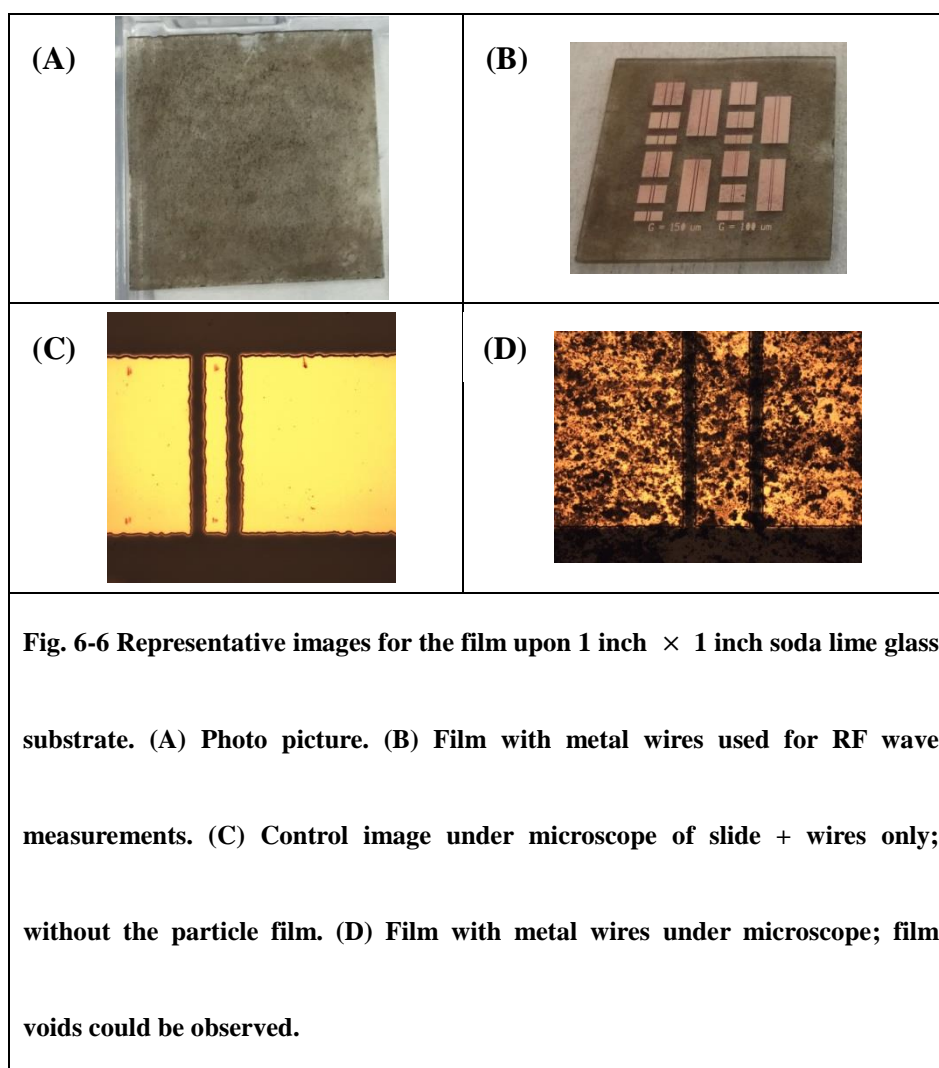 (A)
(B)
G = 150 um G = 100 um
(C)
(D)
Fig. 6-6 Representative images for the film upon 1 inch × 1 inch soda lime glass
substrate. (A) Photo picture. (B) Film with metal wires used for RF wave
measurements. (C) Control image under microscope of slide + wires only;
without the particle film. (D) Film with metal wires under microscope; film
voids could be observed.